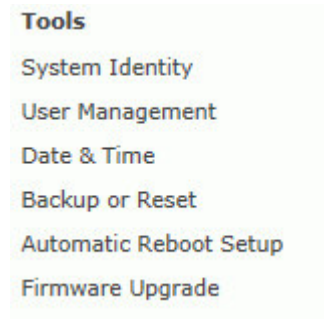 Tools
System Identity
User Management
Date & Time
Backup or Reset
Automatic Reboot Setup
Firmware Upgrade